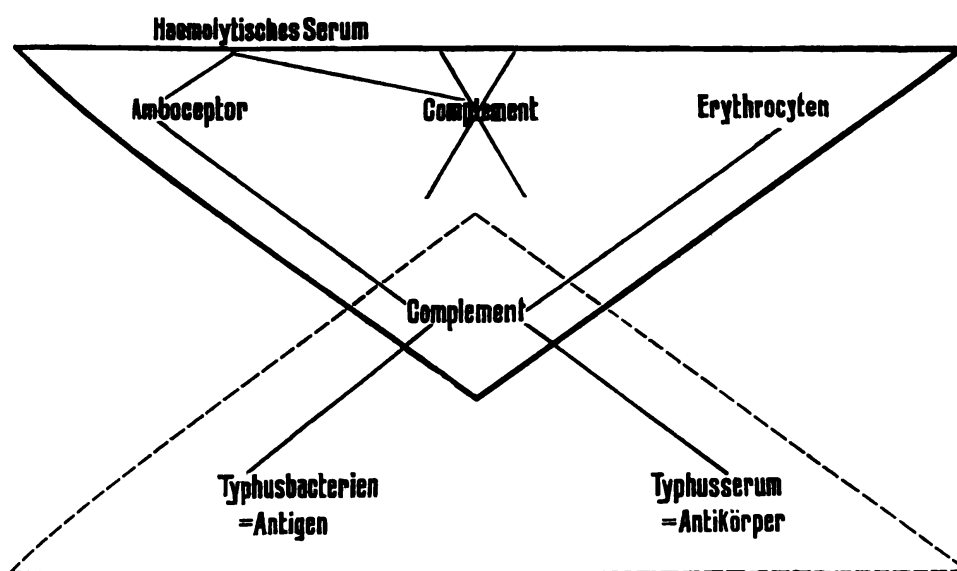 Haemolytisches Serum
Amboceptor Complement Erythrocyten
Complement
Typhusbacterien Typhusserum
=Antigen =Antikörper